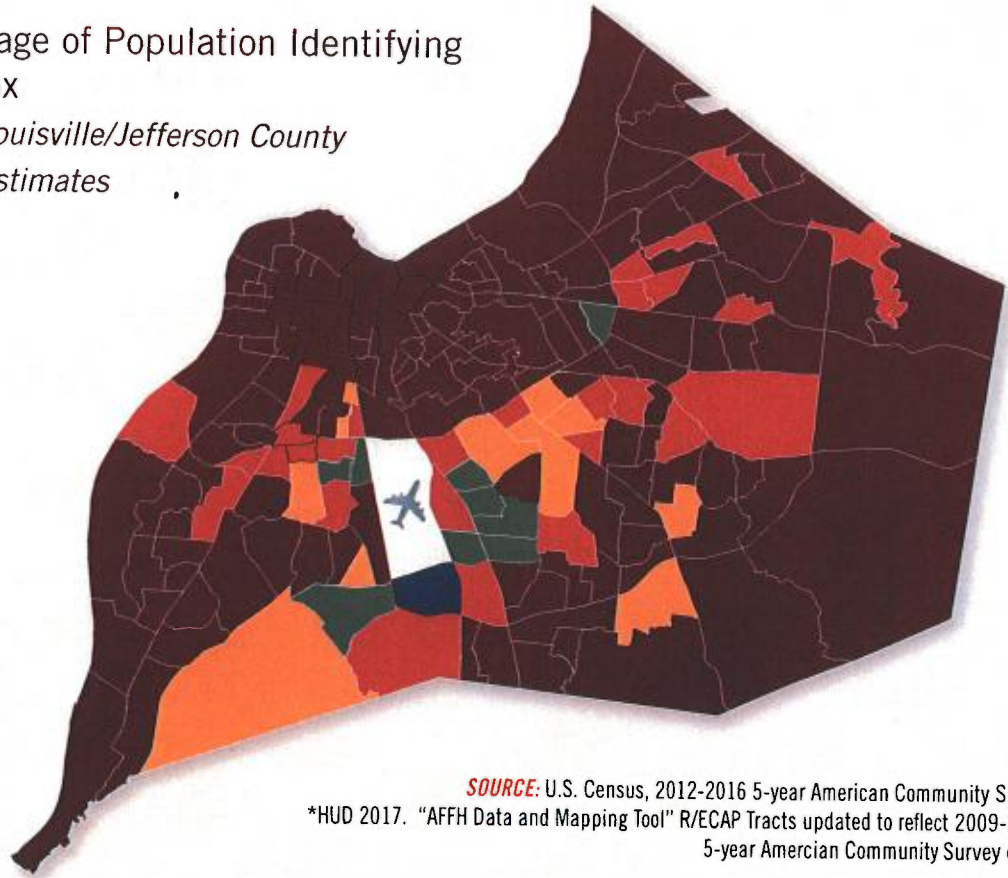 age of Population Identifying
x
ouisville/Jefferson County
stimates
SOURCE: U.S. Census, 2012-2016 5-year American Community S
*HUD 2017. "AFFH Data and Mapping Tool" R/ECAP Tracts updated to reflect 2009-
5-year Amercian Community Survey